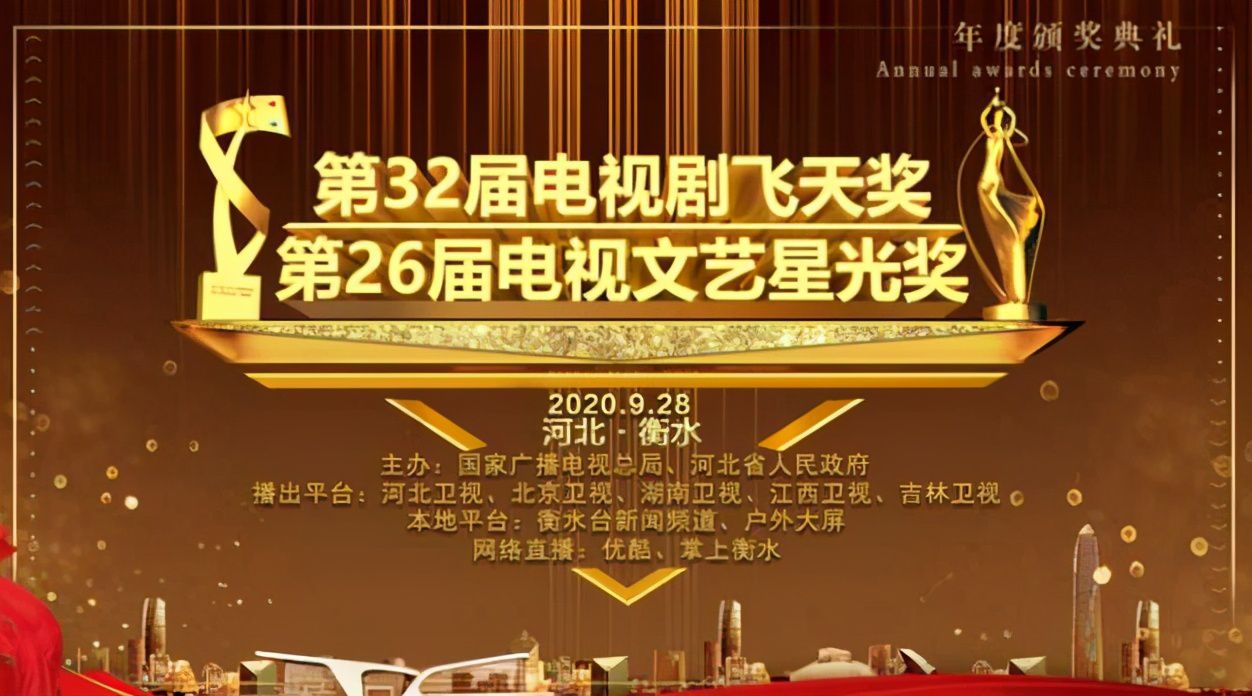 年度颁奖典礼
Annual awards ceremony
第32届电视剧飞天奖
第26届电视文艺星光奖
2020.9.28
河北·衡水
主办：国家广播电视总局、河北省人民政府
播出平台：河北卫视、北京卫视、湖南卫视、江西卫视、吉林卫视
本地平台：衡水台新闻频道、户外大屏
网络直播：优酷、掌上衡水